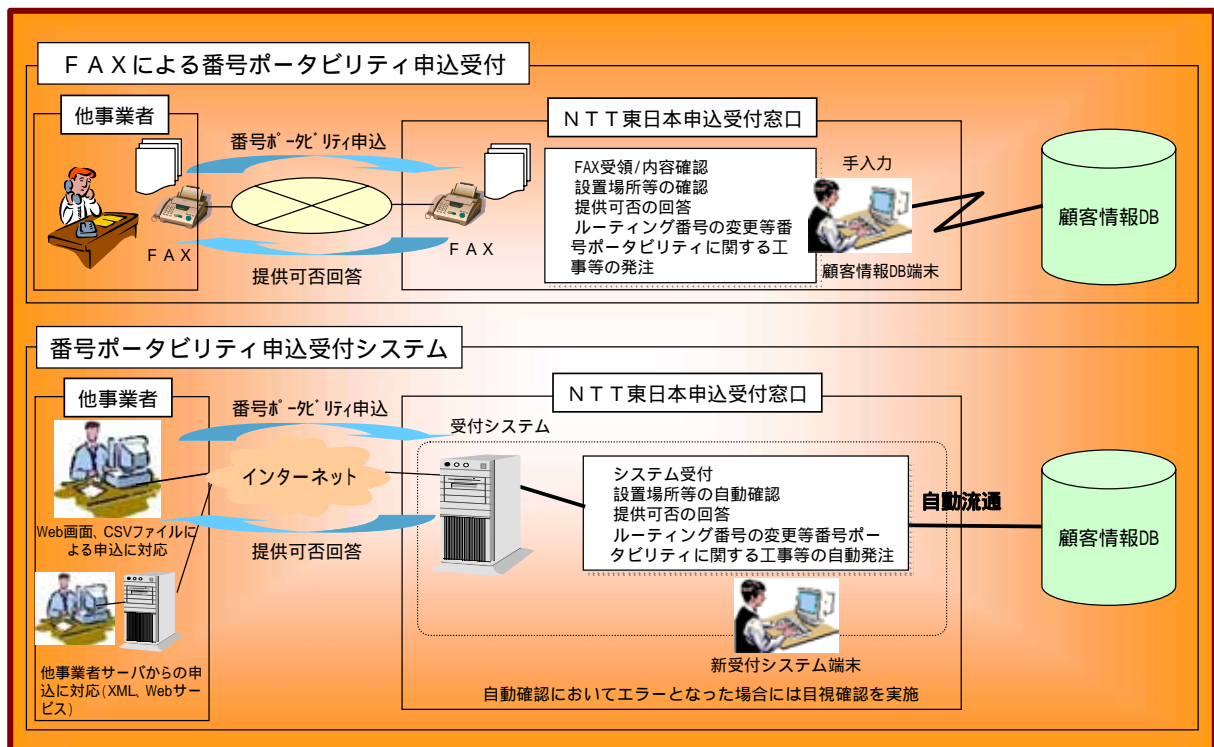 ＦＡＸによる番号ポータビリティ申込受付
他事業者
番号ﾎﾟｰﾀﾋﾞﾘﾃｨ申込
ＦＡＸ
提供可否回答
ＦＡＸ
ＮＴＴ東日本申込受付窓口
FAX受領/内容確認
設置場所等の確認
提供可否の回答
ルーティング番号の変更等番
号ポータビリティに関する工
事等の発注
手入力
顧客情報DB端末
顧客情報DB
番号ポータビリティ申込受付システム
他事業者
番号ﾎﾟｰﾀﾋﾞﾘﾃｨ申込
インターネット
Web画面、CSVファイルに
よる申込に対応
提供可否回答
他事業者サーバからの申
込に対応(XML、Webサー
ビス)
ＮＴＴ東日本申込受付窓口
受付システム
システム受付
設置場所等の自動確認
提供可否の回答
ルーティング番号の変更等番号ポー
タビリティに関する工事等の自動発注
自動流通
顧客情報DB
新受付システム端末
自動確認においてエラーとなった場合には目視確認を実施